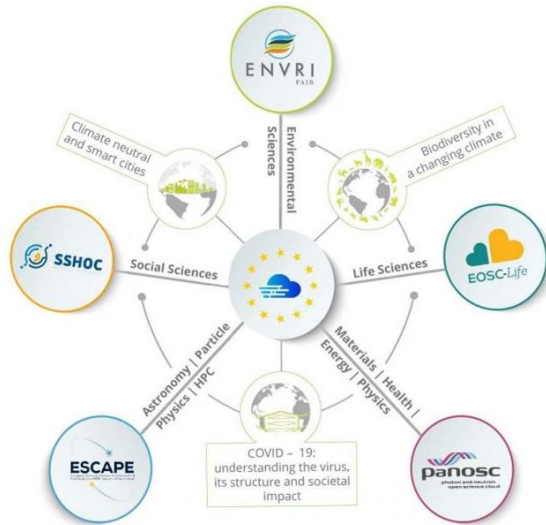 ENVRI
FAIR
Climate neutral
and smart cities
Environmental
Sciences
Biodiversity in
a changing climate
SSHOC
Social Sciences
Life Sciences
EOSC-Life
Astronomy | Particle
Physics | HPC
Materials | Health |
Energy | Physics
ESCAPE
COVID – 19:
understanding the virus,
its structure and societal
impact
panosc
photon and neutron
open science cloud